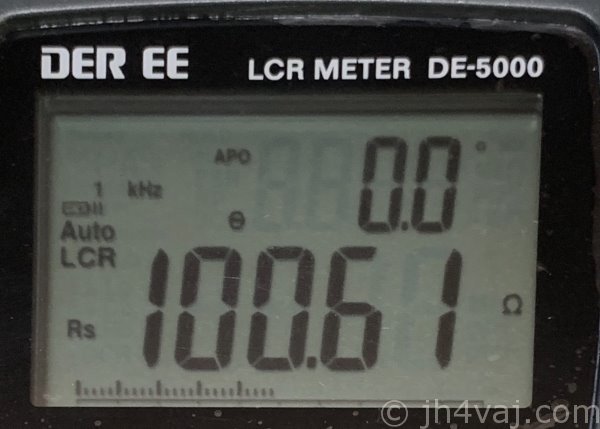 DER EE LCR METER DE-5000
APO 0.0°
1 kHz θ
Auto
LCR
Rs 100.61 Ω
© jh4vaj.com